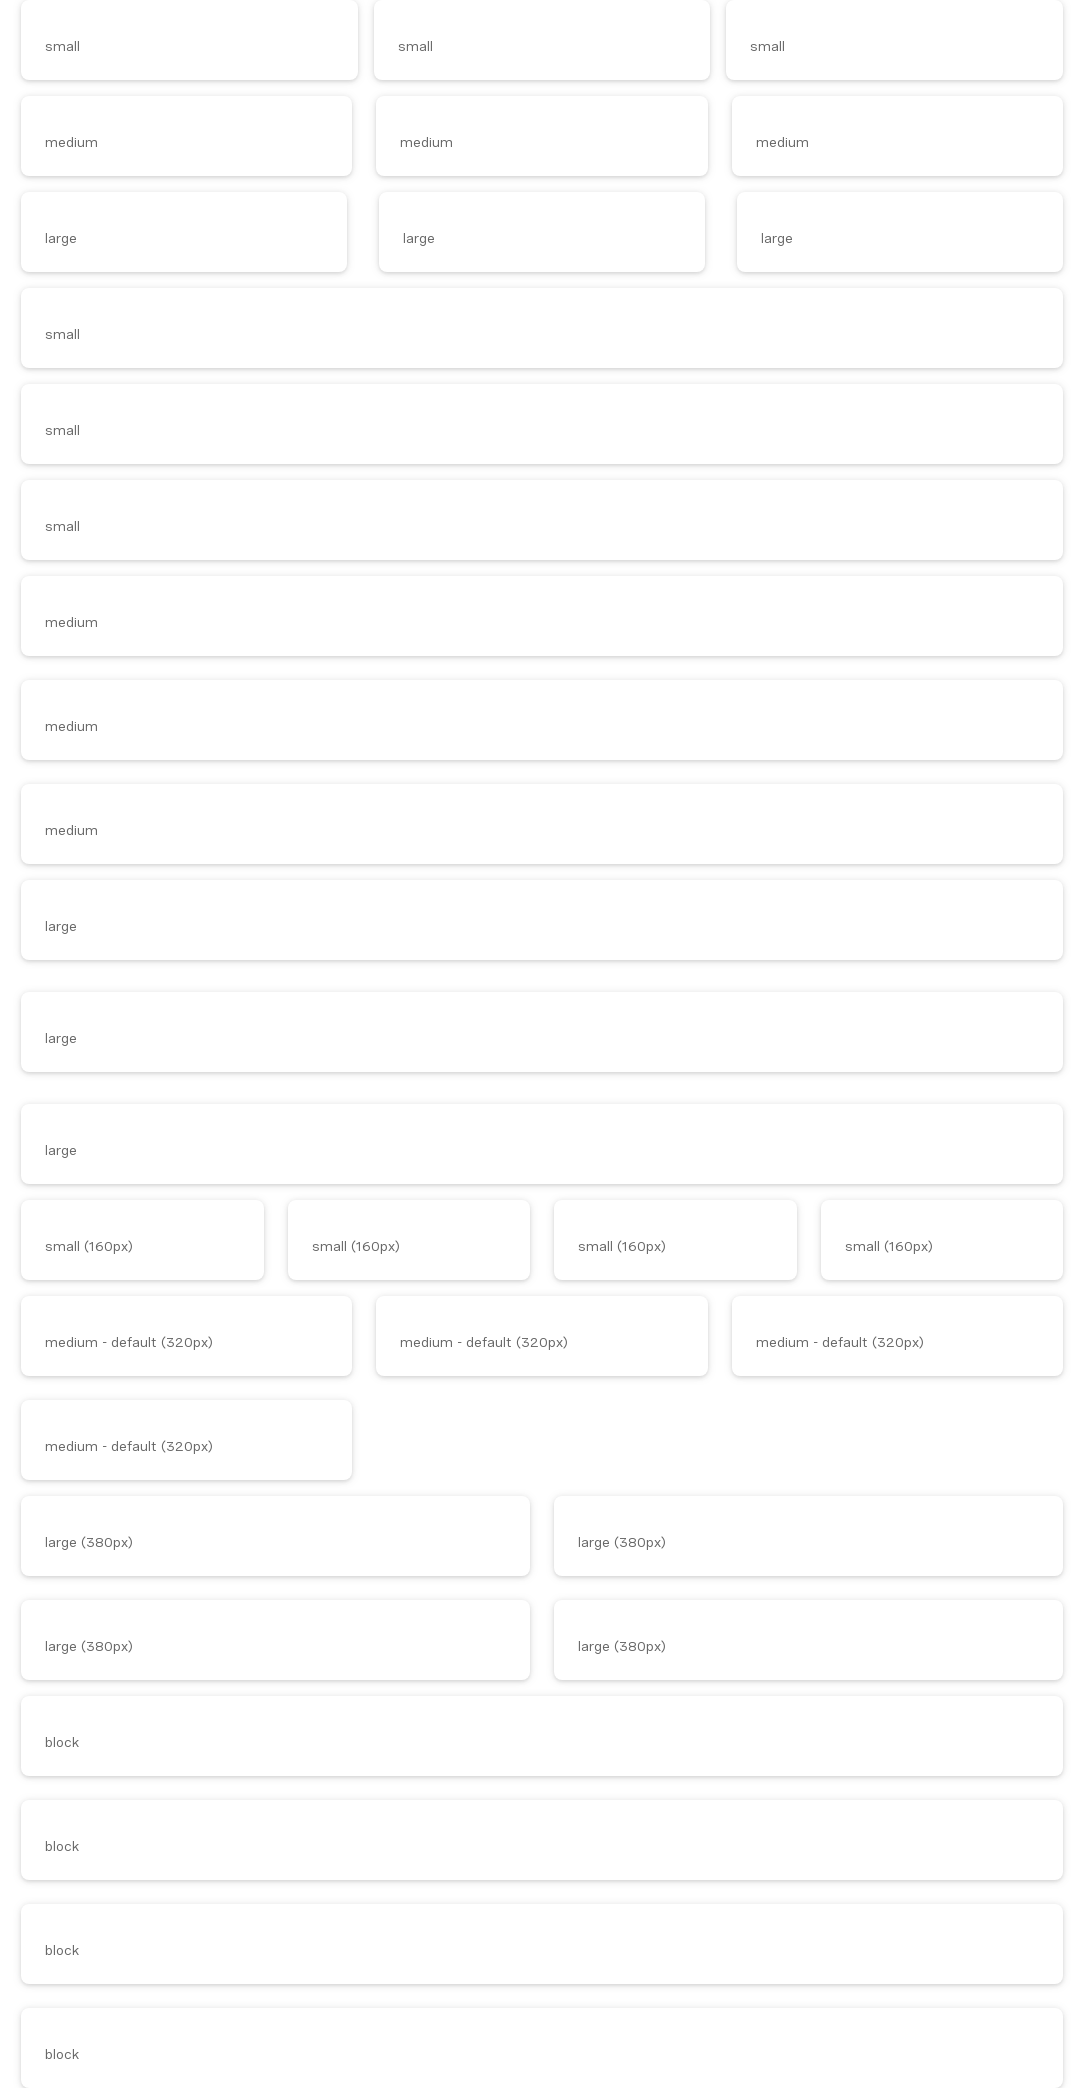 small small small
medium medium medium
large large large
small
small
small
medium
medium
medium
large
large
large
small (160px) small (160px) small (160px) small (160px)
medium - default (320px) medium - default (320px) medium - default (320px)
medium - default (320px)
large (380px) large (380px)
large (380px) large (380px)
block
block
block
block